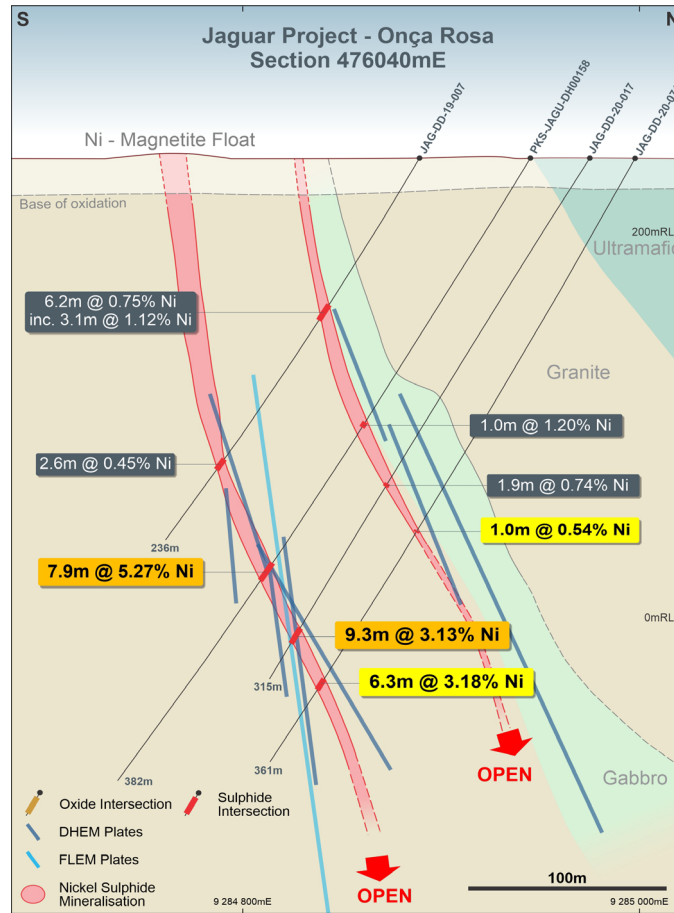 S
N
Jaguar Project - Onça Rosa
Section 476040mE
JAG-DD-19-007
PKS-JAGU-DH00158
JAG-DD-20-017
Ni - Magnetite Float
Base of oxidation
200mRL
Ultramafic
6.2m @ 0.75% Ni
inc. 3.1m @ 1.12% Ni
Granite
1.0m @ 1.20% Ni
2.6m @ 0.45% Ni
1.9m @ 0.74% Ni
1.0m @ 0.54% Ni
236m
7.9m @ 5.27% Ni
0mRL
9.3m @ 3.13% Ni
315m
6.3m @ 3.18% Ni
361m
382m
OPEN
Gabbro
Oxide Intersection
Sulphide
Intersection
DHEM Plates
FLEM Plates
Nickel Sulphide
Mineralisation
OPEN
100m
9 284 800mE
9 285 000mE